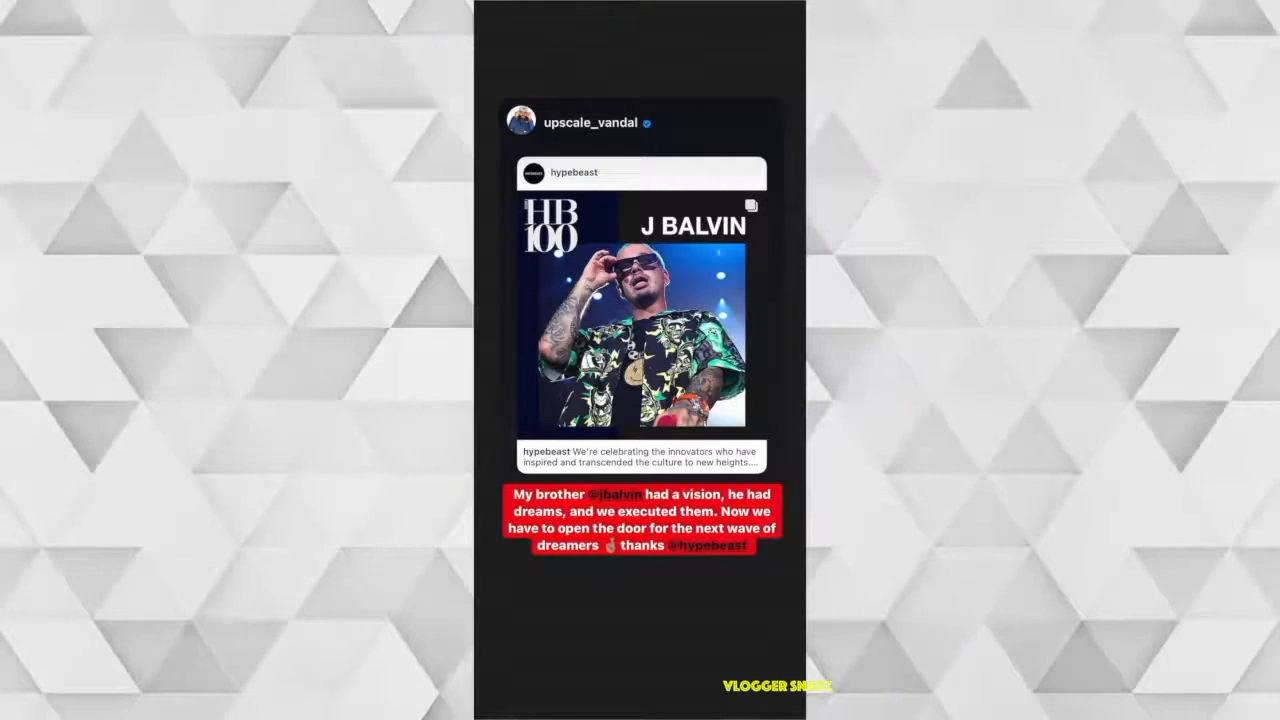 upscale_vandal
hypebeast
HB
100
J BALVIN
hypebeast We're celebrating the innovators who have
inspired and transcended the culture to new heights....
My brother @jbalvin had a vision, he had
dreams, and we executed them. Now we
have to open the door for the next wave of
dreamers 🤞🏽 thanks @hypebeast
VLOGGER